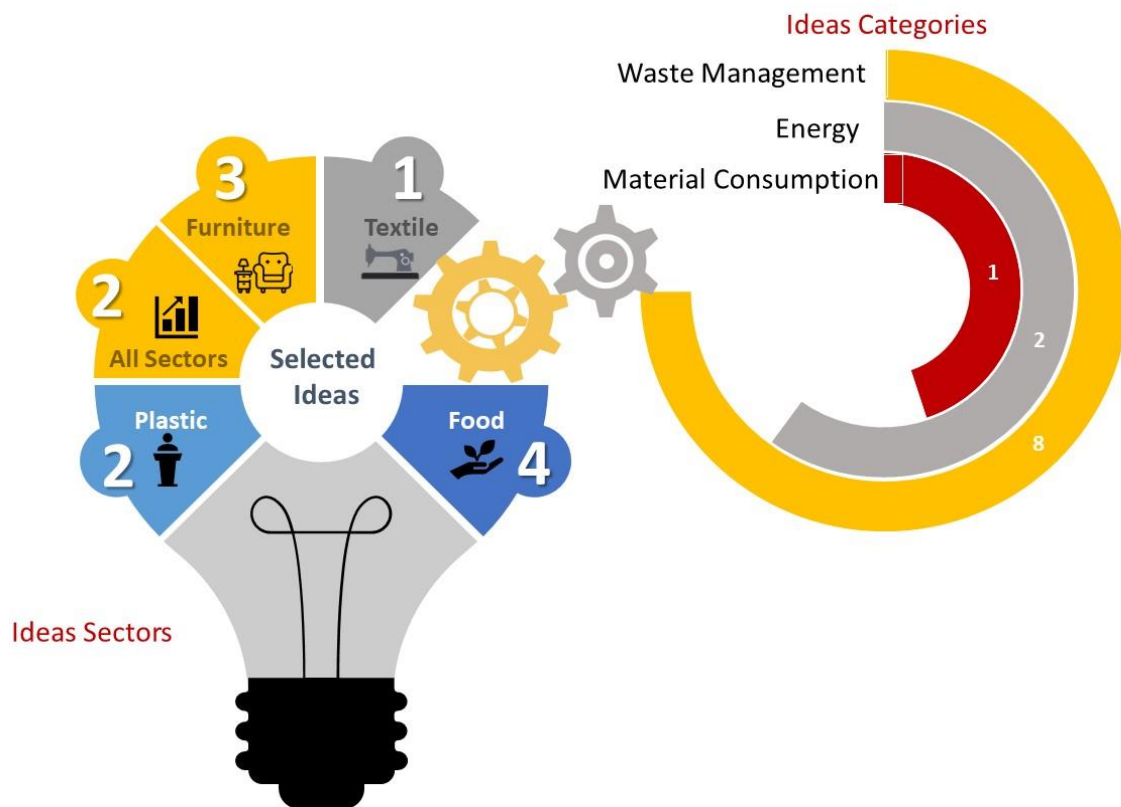 Ideas Categories
Waste Management
Energy
Material Consumption
1
2
8
3
Furniture
1
Textile
2
All Sectors
Selected
Ideas
Plastic
2
Food
4
Ideas Sectors